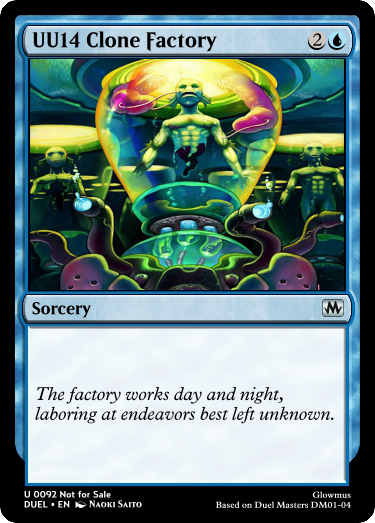 UU14 Clone Factory 2
Sorcery
The factory works day and night,
laboring at endeavors best left unknown.
U 0092 Not for Sale
Glowmus
DUEL • EN Naoki Saito
Based on Duel Masters DM01-04